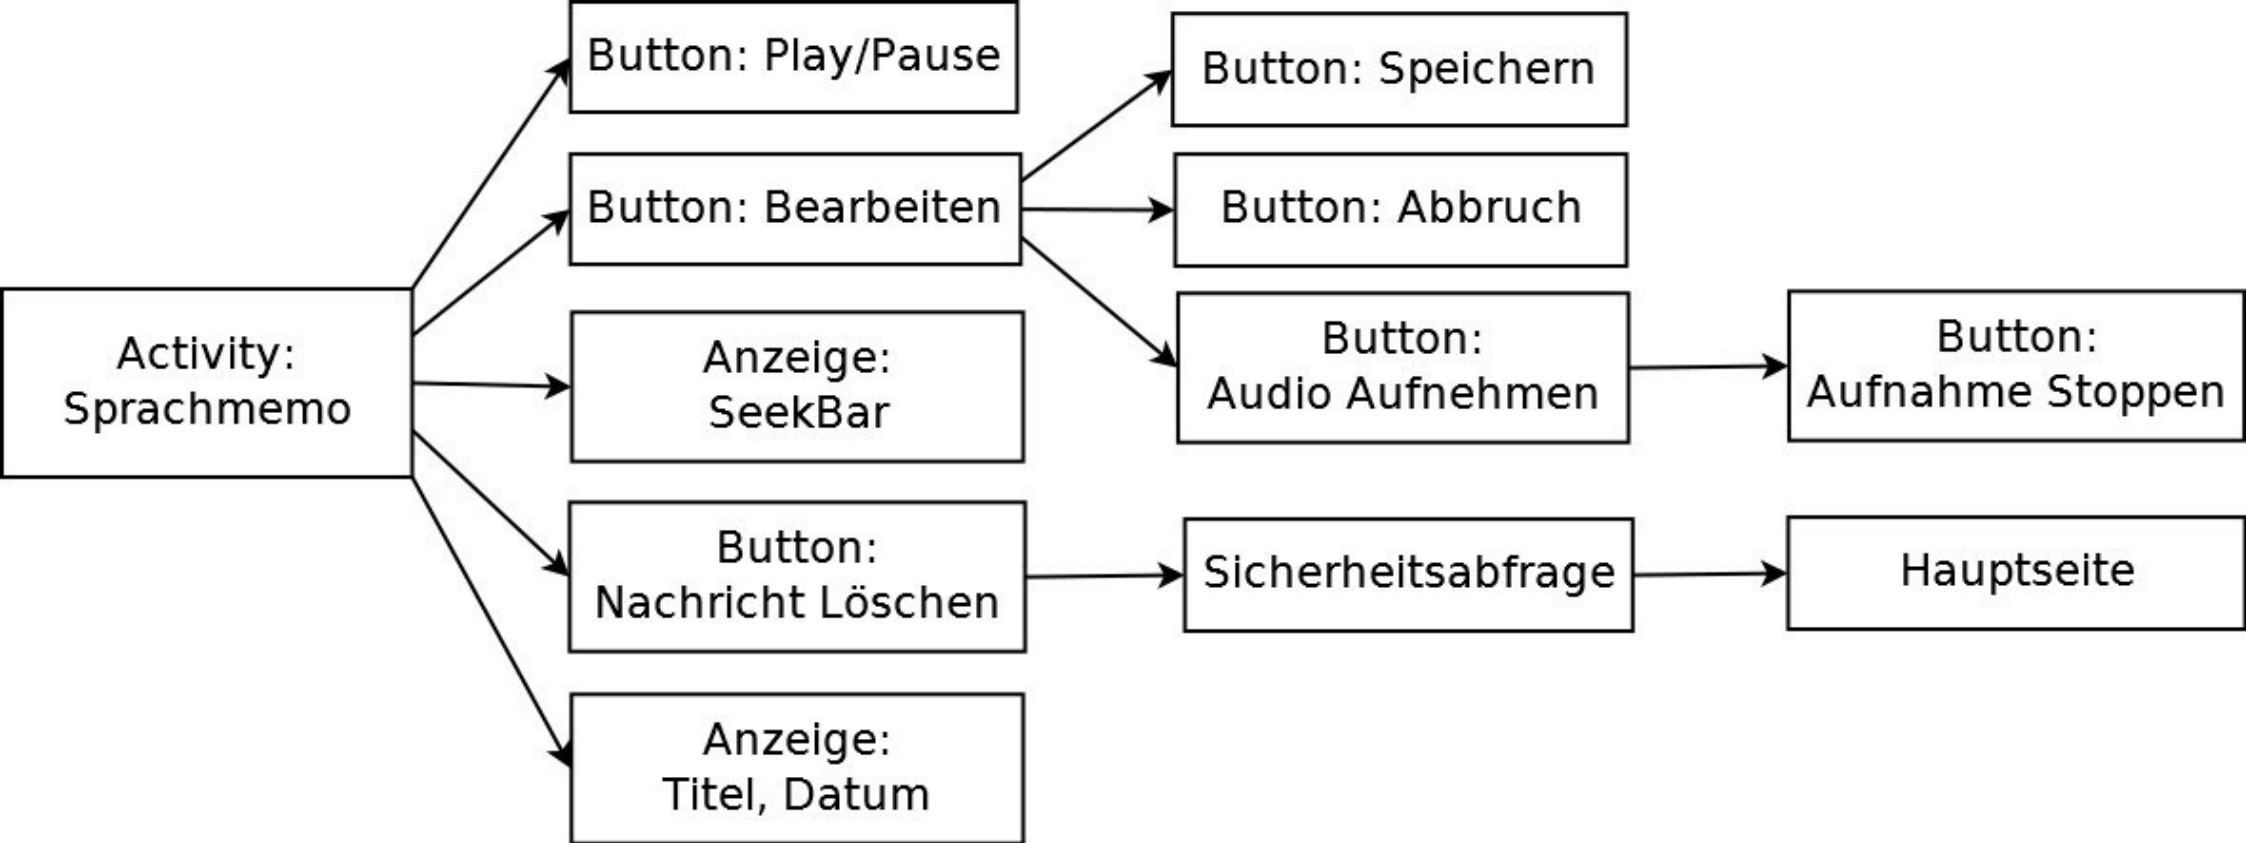 Activity:
Sprachmemo
Button: Play/Pause
Button: Bearbeiten
Anzeige:
SeekBar
Button:
Nachricht Löschen
Anzeige:
Titel, Datum
Button: Speichern
Button: Abbruch
Button:
Audio Aufnehmen
Sicherheitsabfrage
Button:
Aufnahme Stoppen
Hauptseite